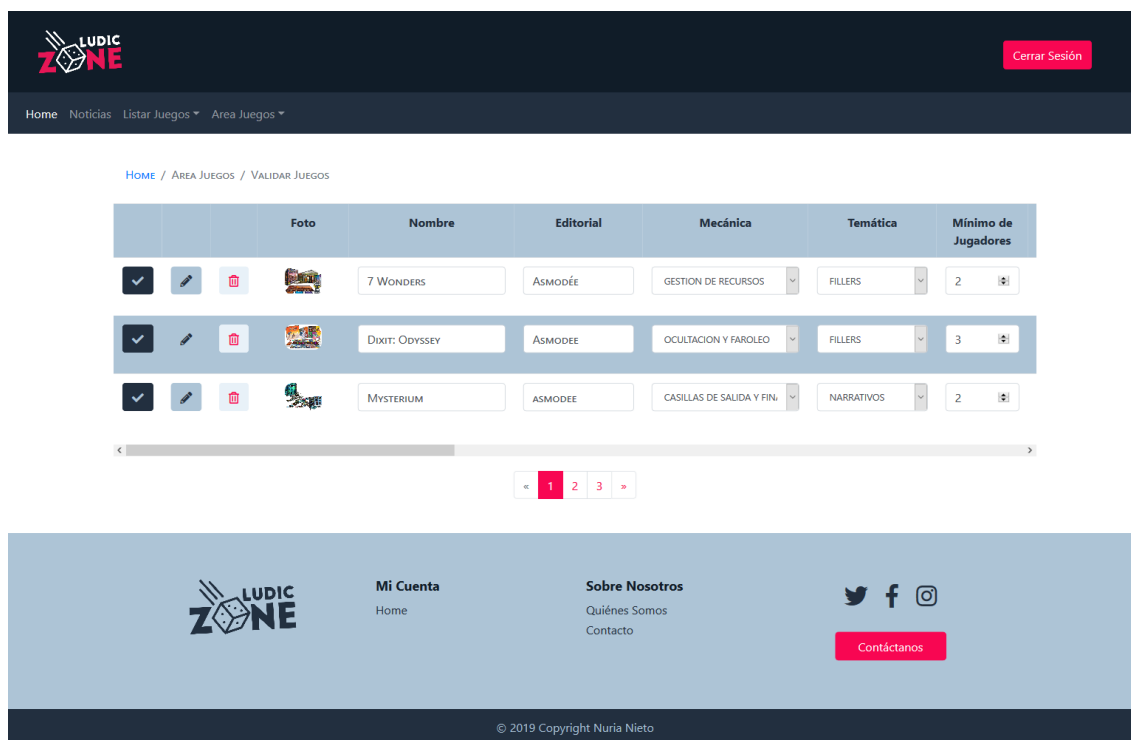 LUDIC
ZONE
Cerrar Sesión
Home Noticias Listar Juegos Area Juegos
Home / Area Juegos / Validar Juegos
Foto Nombre Editorial Mecánica Temática Mínimo de
Jugadores
7 Wonders Asmodée GESTION DE RECURSOS FILLERS 2
Dixit: Odyssey Asmodee OCULTACION Y FAROLEO FILLERS 3
Mysterium asmodee CASILLAS DE SALIDA Y FIN NARRATIVOS 2
« 1 2 3 »
LUDIC
ZONE
Mi Cuenta
Home
Sobre Nosotros
Quiénes Somos
Contacto
Contáctanos
© 2019 Copyright Nuria Nieto